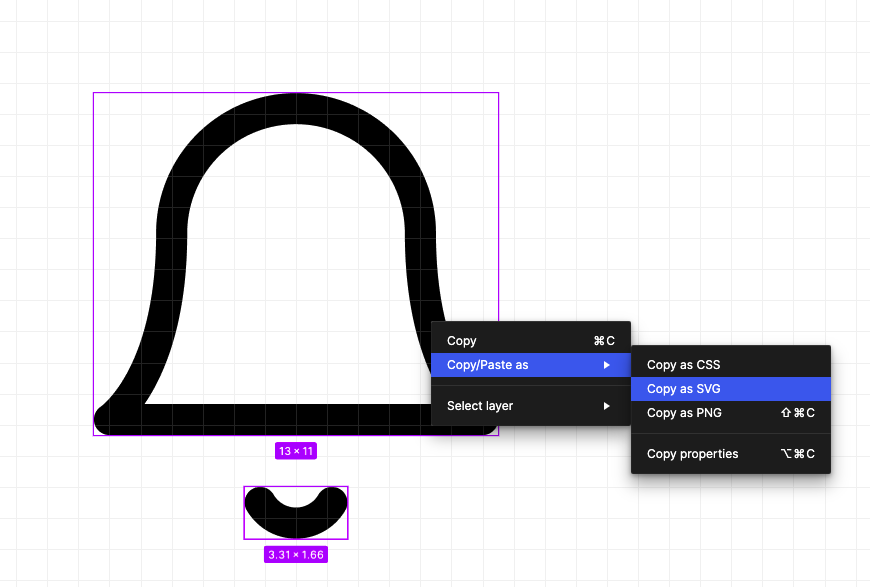 Copy ⌘C
Copy/Paste as
Select layer
Copy as CSS
Copy as SVG
Copy as PNG ⇧⌘C
Copy properties ⌥⌘C
13 × 11
3.31 × 1.66